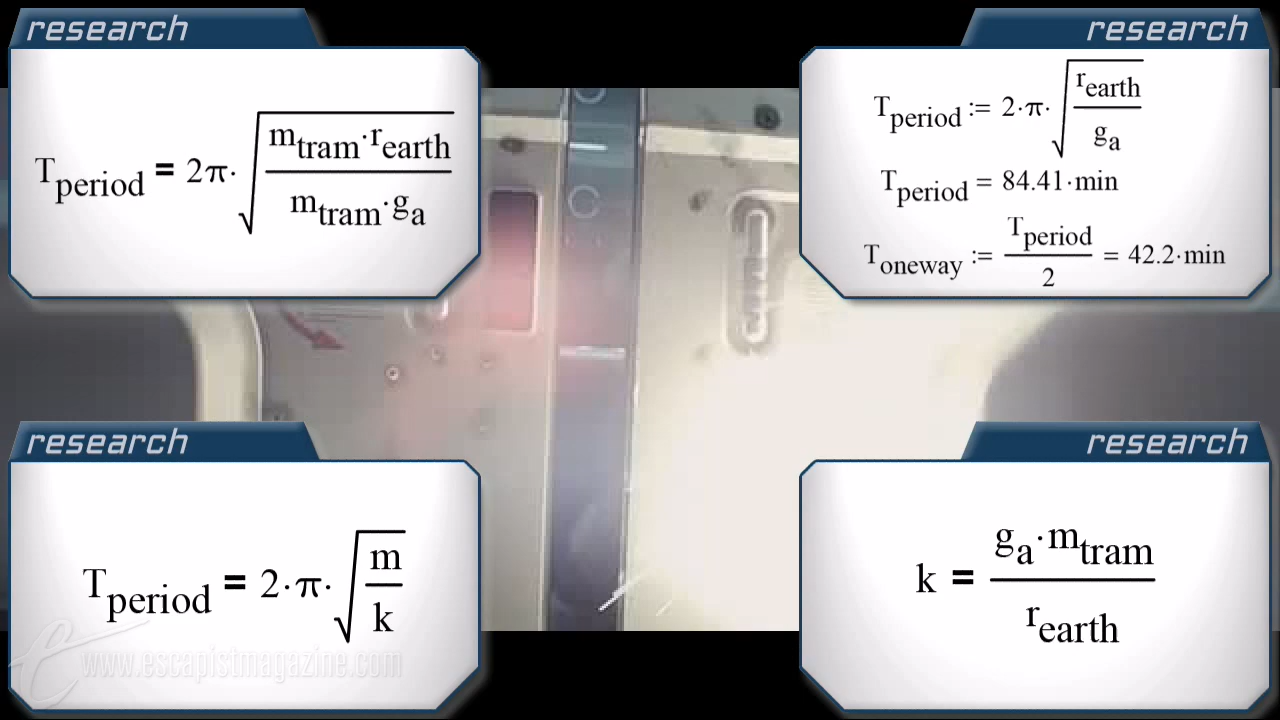 research
T_period = 2π·√((m_tram·r_earth)/(m_tram·g_a))
research
T_period := 2·π·√(r_earth/g_a)
T_period = 84.41·min
T_oneway := T_period/2 = 42.2·min
research
T_period = 2·π·√(m/k)
www.escapistmagazine.com
research
k = (g_a·m_tram)/r_earth